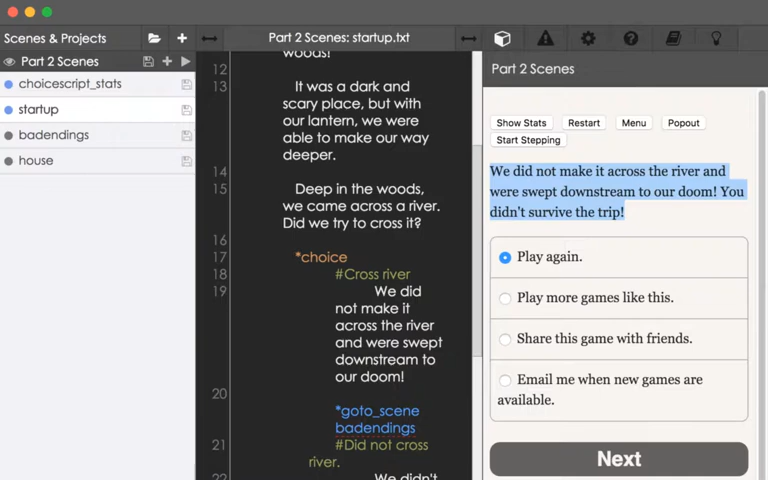 Scenes & Projects
Part 2 Scenes: startup.txt
Part 2 Scenes
choicescript_stats
startup
badendings
house
woods!
12
13
It was a dark and
scary place, but with
our lantern, we were
able to make our way
deeper.
14
15
Deep in the woods,
we came across a river.
Did we try to cross it?
16
17
*choice
18
#Cross river
19
We did
not make it
across the river
and were swept
downstream to
our doom!
20
*goto_scene
badendings
21
#Did not cross
river.
22
We didn't
Part 2 Scenes
Show Stats
Restart
Menu
Popout
Start Stepping
We did not make it across the river and
were swept downstream to our doom! You
didn't survive the trip!
Play again.
Play more games like this.
Share this game with friends.
Email me when new games are
available.
Next